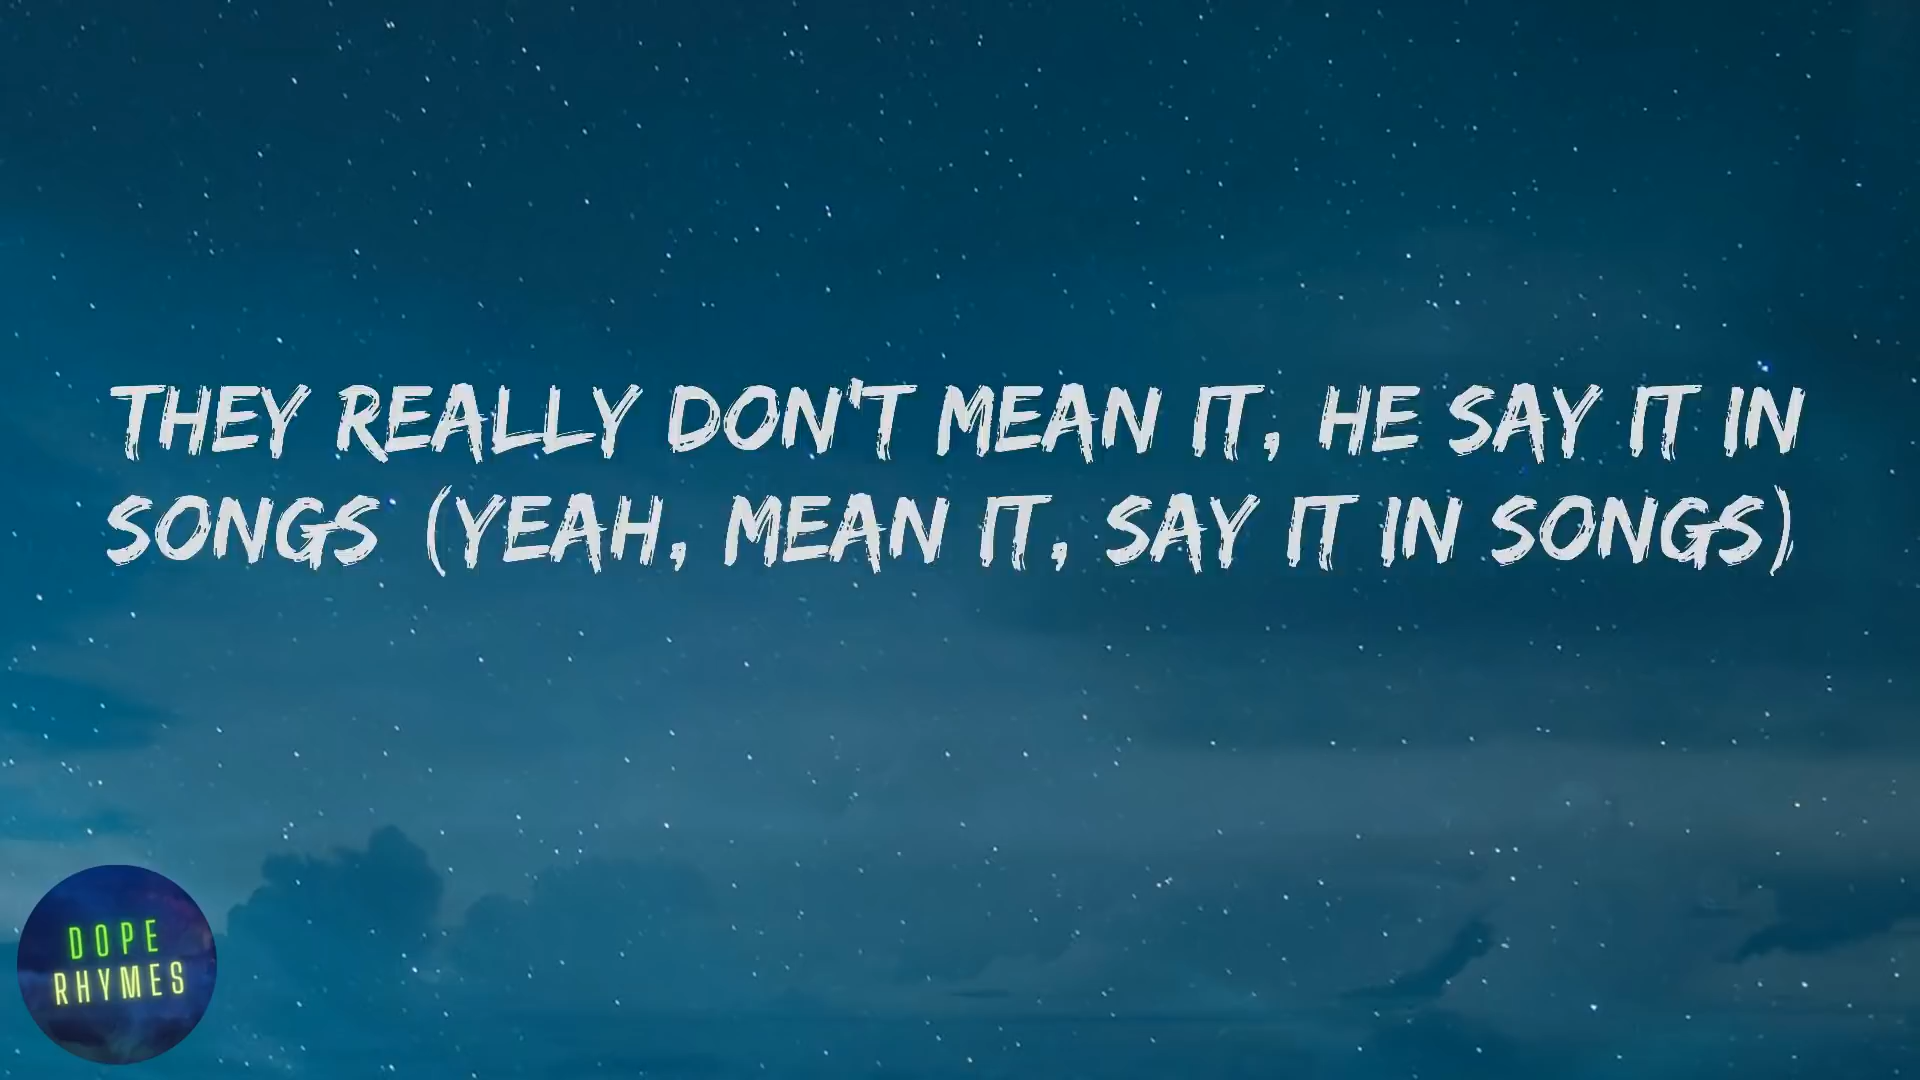 THEY REALLY DON'T MEAN IT, HE SAY IT IN
SONGS (YEAH, MEAN IT, SAY IT IN SONGS)
DOPE
RHYMES